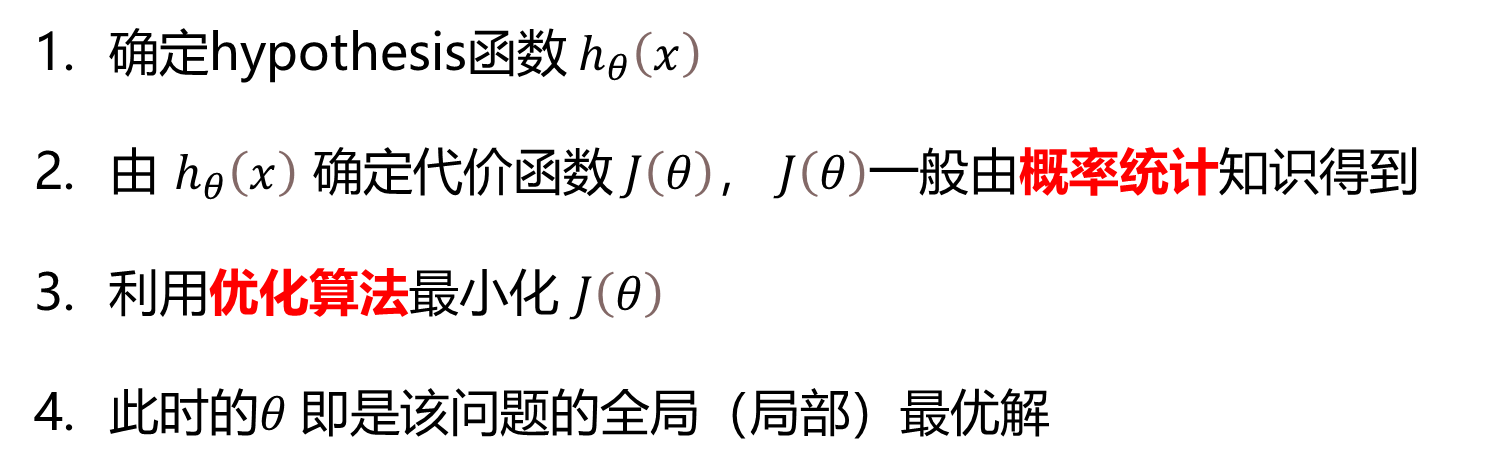 1. 确定hypothesis函数 h_θ(x)
2. 由 h_θ(x) 确定代价函数 J(θ)， J(θ)一般由概率统计知识得到
3. 利用优化算法最小化 J(θ)
4. 此时的θ 即是该问题的全局（局部）最优解